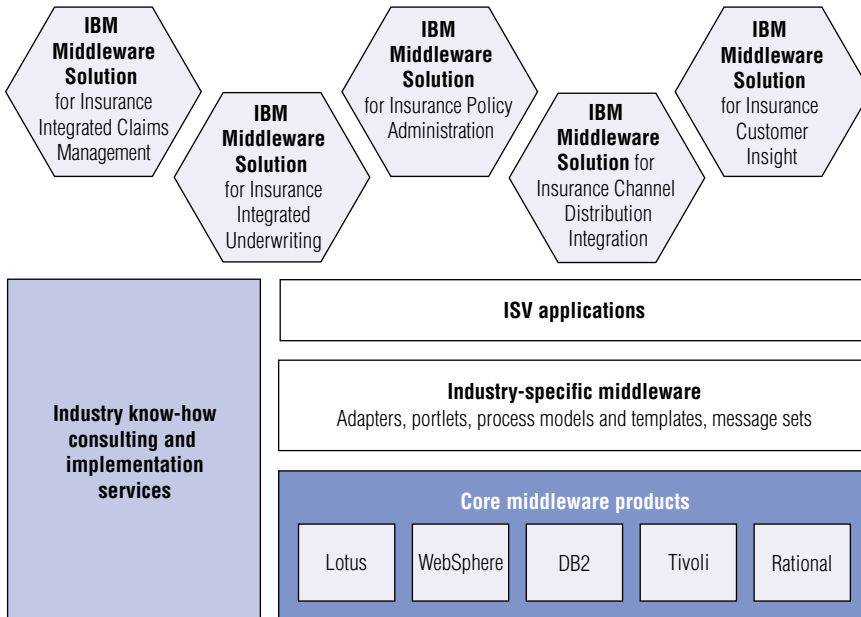 IBM
Middleware
Solution
for Insurance
Integrated Claims
Management
IBM
Middleware
Solution
for Insurance
Integrated
Underwriting
IBM
Middleware
Solution
for Insurance Policy
Administration
IBM
Middleware
Solution for
Insurance Channel
Distribution
Integration
IBM
Middleware
Solution
for Insurance
Customer
Insight
Industry know-how
consulting and
implementation
services
ISV applications
Industry-specific middleware
Adapters, portlets, process models and templates, message sets
Core middleware products
Lotus
WebSphere
DB2
Tivoli
Rational